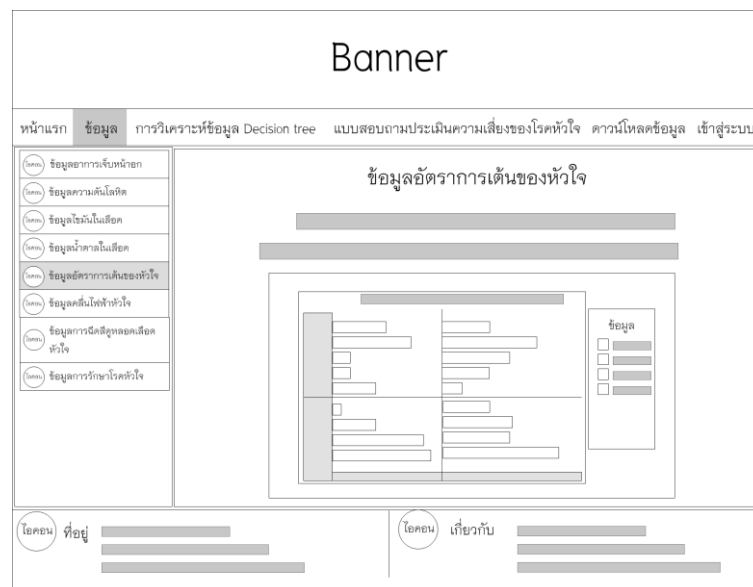 Banner
หน้าแรก ข้อมูล การวิเคราะห์ข้อมูล Decision tree แบบสอบถามประเมินความเสี่ยงของโรคหัวใจ ดาวน์โหลดข้อมูล เข้าสู่ระบบ
ไอคอน ข้อมูลอาการเจ็บหน้าอก
ไอคอน ข้อมูลความดันโลหิต
ไอคอน ข้อมูลไขมันในเลือด
ไอคอน ข้อมูลน้ำตาลในเลือด
ไอคอน ข้อมูลอัตราการเต้นของหัวใจ
ไอคอน ข้อมูลคลื่นไฟฟ้าหัวใจ
ไอคอน ข้อมูลการฉีดสีดูหลอดเลือด
หัวใจ
ไอคอน ข้อมูลการรักษาโรคหัวใจ
ข้อมูลอัตราการเต้นของหัวใจ
ข้อมูล
ไอคอน ที่อยู่
ไอคอน เกี่ยวกับ